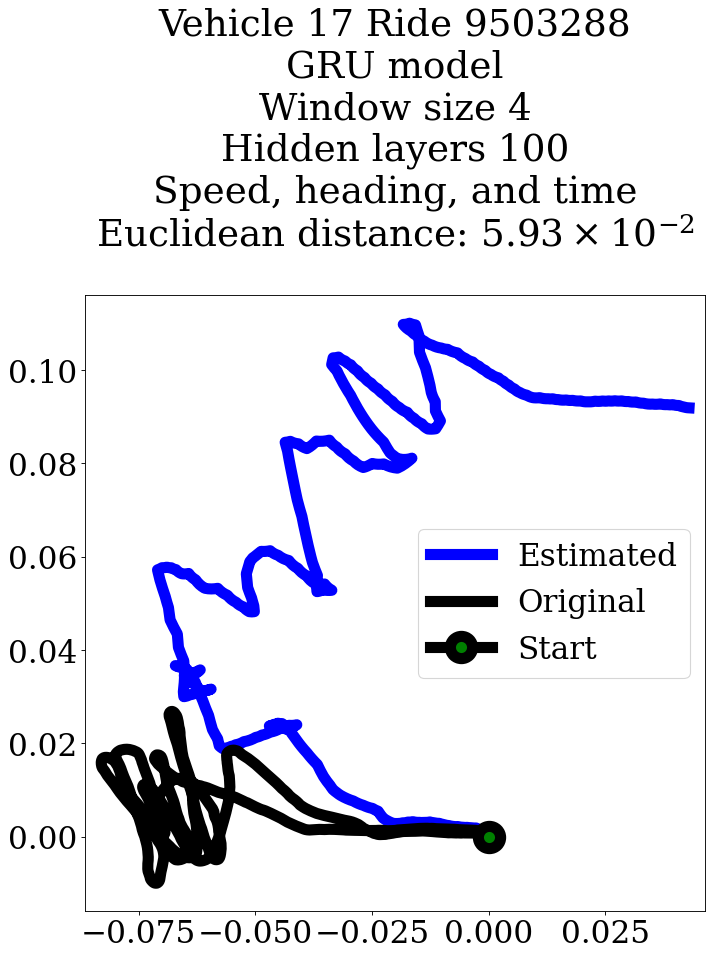 Vehicle 17 Ride 9503288
GRU model
Window size 4
Hidden layers 100
Speed, heading, and time
Euclidean distance: 5.93 × 10⁻²
0.10
0.08
0.06
0.04
0.02
0.00
Estimated
Original
Start
−0.075 −0.050 −0.025 0.000 0.025